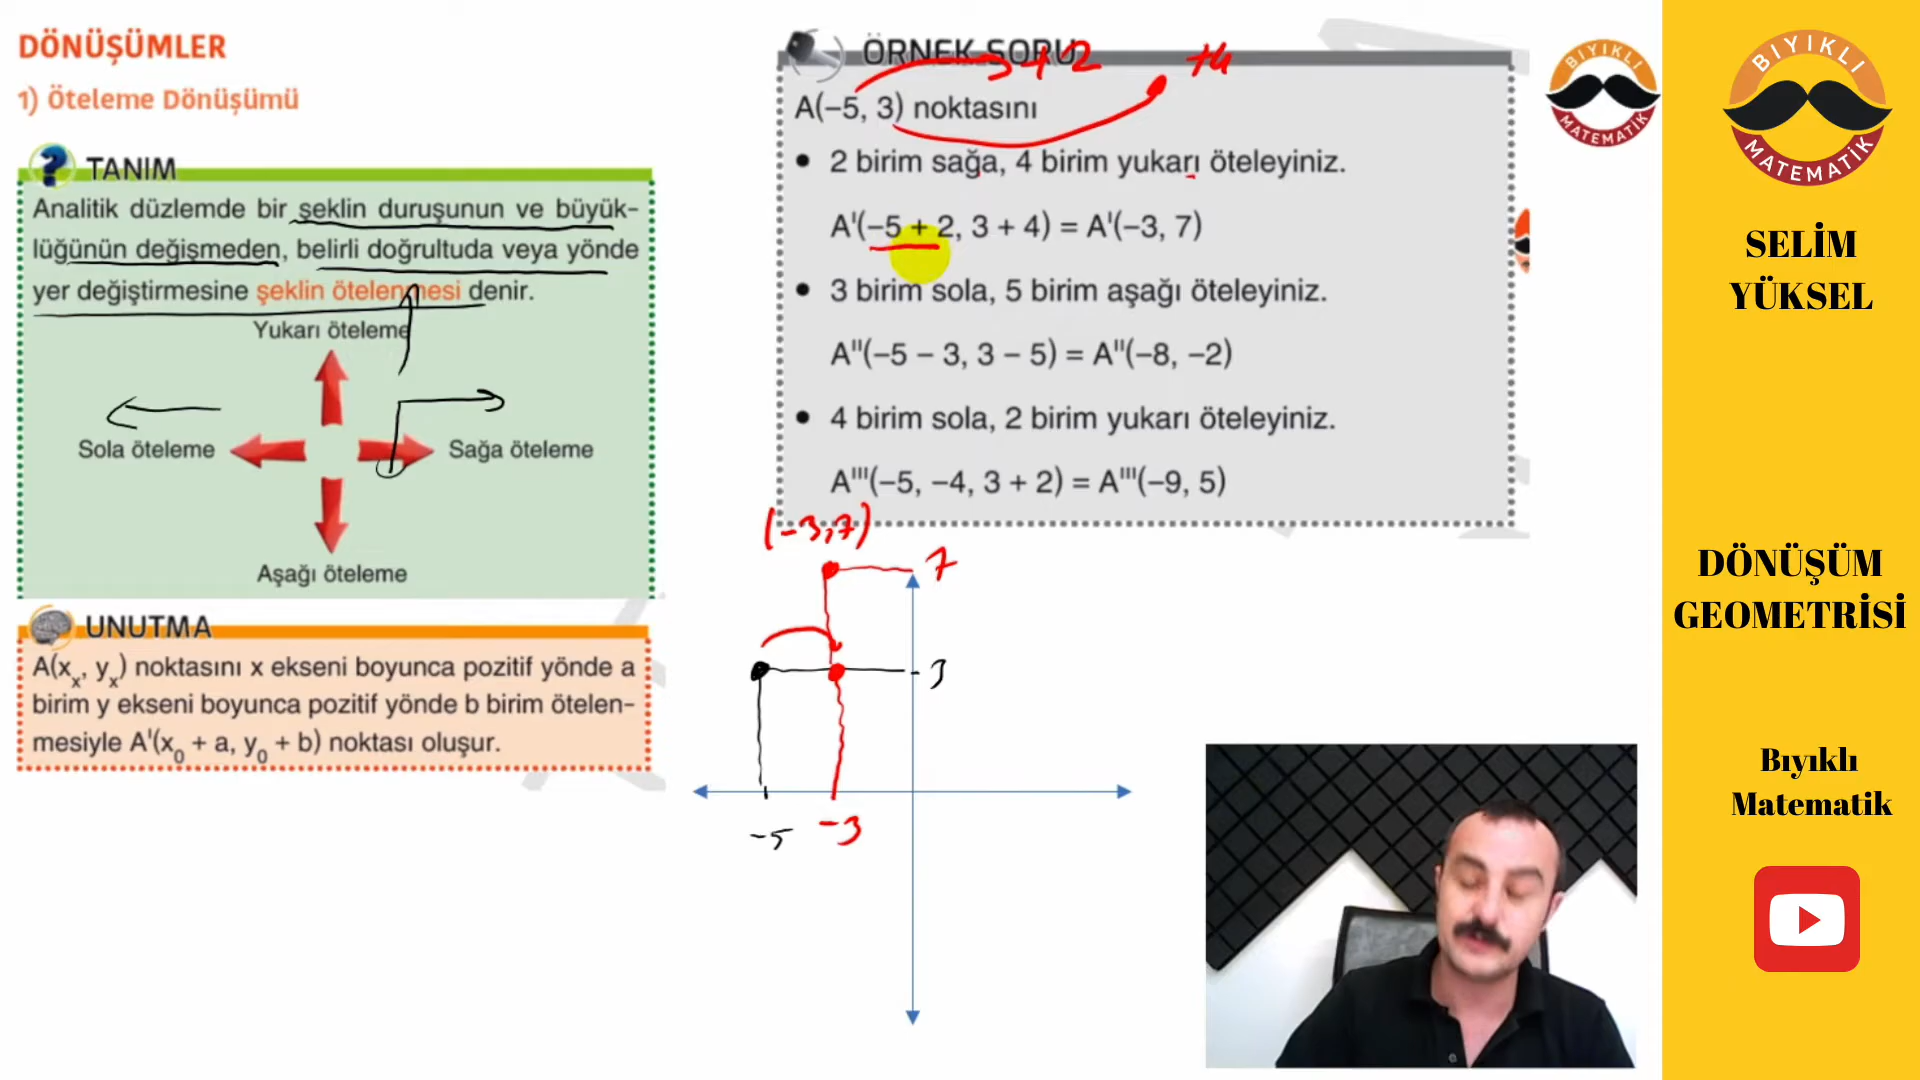 DÖNÜŞÜMLER
1) Öteleme Dönüşümü
TANIM
Analitik düzlemde bir şeklin duruşunun ve büyük-
lüğünün değişmeden, belirli doğrultuda veya yönde
yer değiştirmesine şeklin ötelenmesi denir.
Yukarı öteleme
Sola öteleme
Sağa öteleme
Aşağı öteleme
UNUTMA
A(xₓ, yₓ) noktasını x ekseni boyunca pozitif yönde a
birim y ekseni boyunca pozitif yönde b birim ötelen-
mesiyle A'(x₀ + a, y₀ + b) noktası oluşur.
ÖRNEK SORU
+2
+4
A(−5, 3) noktasını
• 2 birim sağa, 4 birim yukarı öteleyiniz.
A'(−5 + 2, 3 + 4) = A'(−3, 7)
• 3 birim sola, 5 birim aşağı öteleyiniz.
A''(−5 − 3, 3 − 5) = A''(−8, −2)
• 4 birim sola, 2 birim yukarı öteleyiniz.
A'''(−5, −4, 3 + 2) = A'''(−9, 5)
(-3,7)
7
3
-5
-3
BIYIKLI
MATEMATİK
BIYIKLI
MATEMATİK
SELİM
YÜKSEL
DÖNÜŞÜM
GEOMETRİSİ
Bıyıklı
Matematik